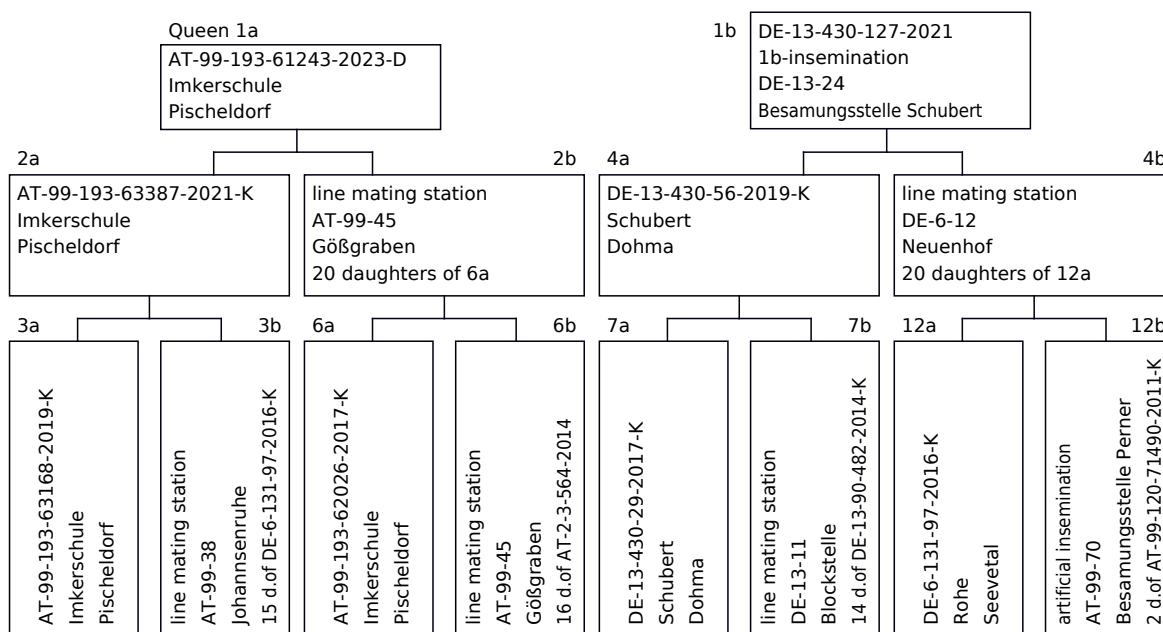 Queen 1a
AT-99-193-61243-2023-D
Imkerschule
Pischeldorf
1b
DE-13-430-127-2021
1b-insemination
DE-13-24
Besamungsstelle Schubert
2a
AT-99-193-63387-2021-K
Imkerschule
Pischeldorf
2b
line mating station
AT-99-45
Gößgraben
20 daughters of 6a
4a
DE-13-430-56-2019-K
Schubert
Dohma
4b
line mating station
DE-6-12
Neuenhof
20 daughters of 12a
3a
AT-99-193-63168-2019-K
Imkerschule
Pischeldorf
3b
line mating station
AT-99-38
Johannsenruhe
15 d.of DE-6-131-97-2016-K
6a
AT-99-193-62026-2017-K
Imkerschule
Pischeldorf
6b
line mating station
AT-99-45
Gößgraben
16 d.of AT-2-3-564-2014
7a
DE-13-430-29-2017-K
Schubert
Dohma
7b
line mating station
DE-13-11
Blockstelle
14 d.of DE-13-90-482-2014-K
12a
DE-6-131-97-2016-K
Rohe
Seevetal
12b
artificial insemination
AT-99-70
Besamungsstelle Perner
2 d.of AT-99-120-71490-2011-K